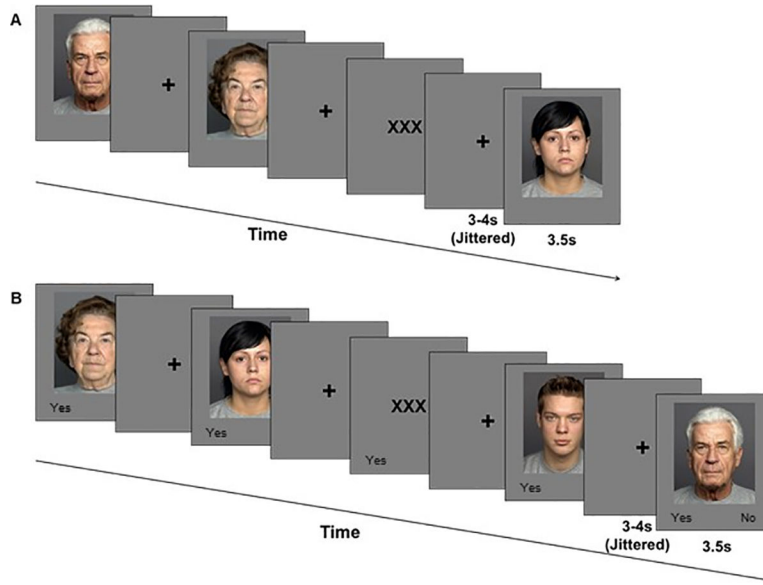 A
+
+
XXX
+
3-4s
(Jittered)
3.5s
Time
B
Yes
+
Yes
+
XXX
Yes
+
Yes
+
Yes No
3-4s
(Jittered)
3.5s
Time